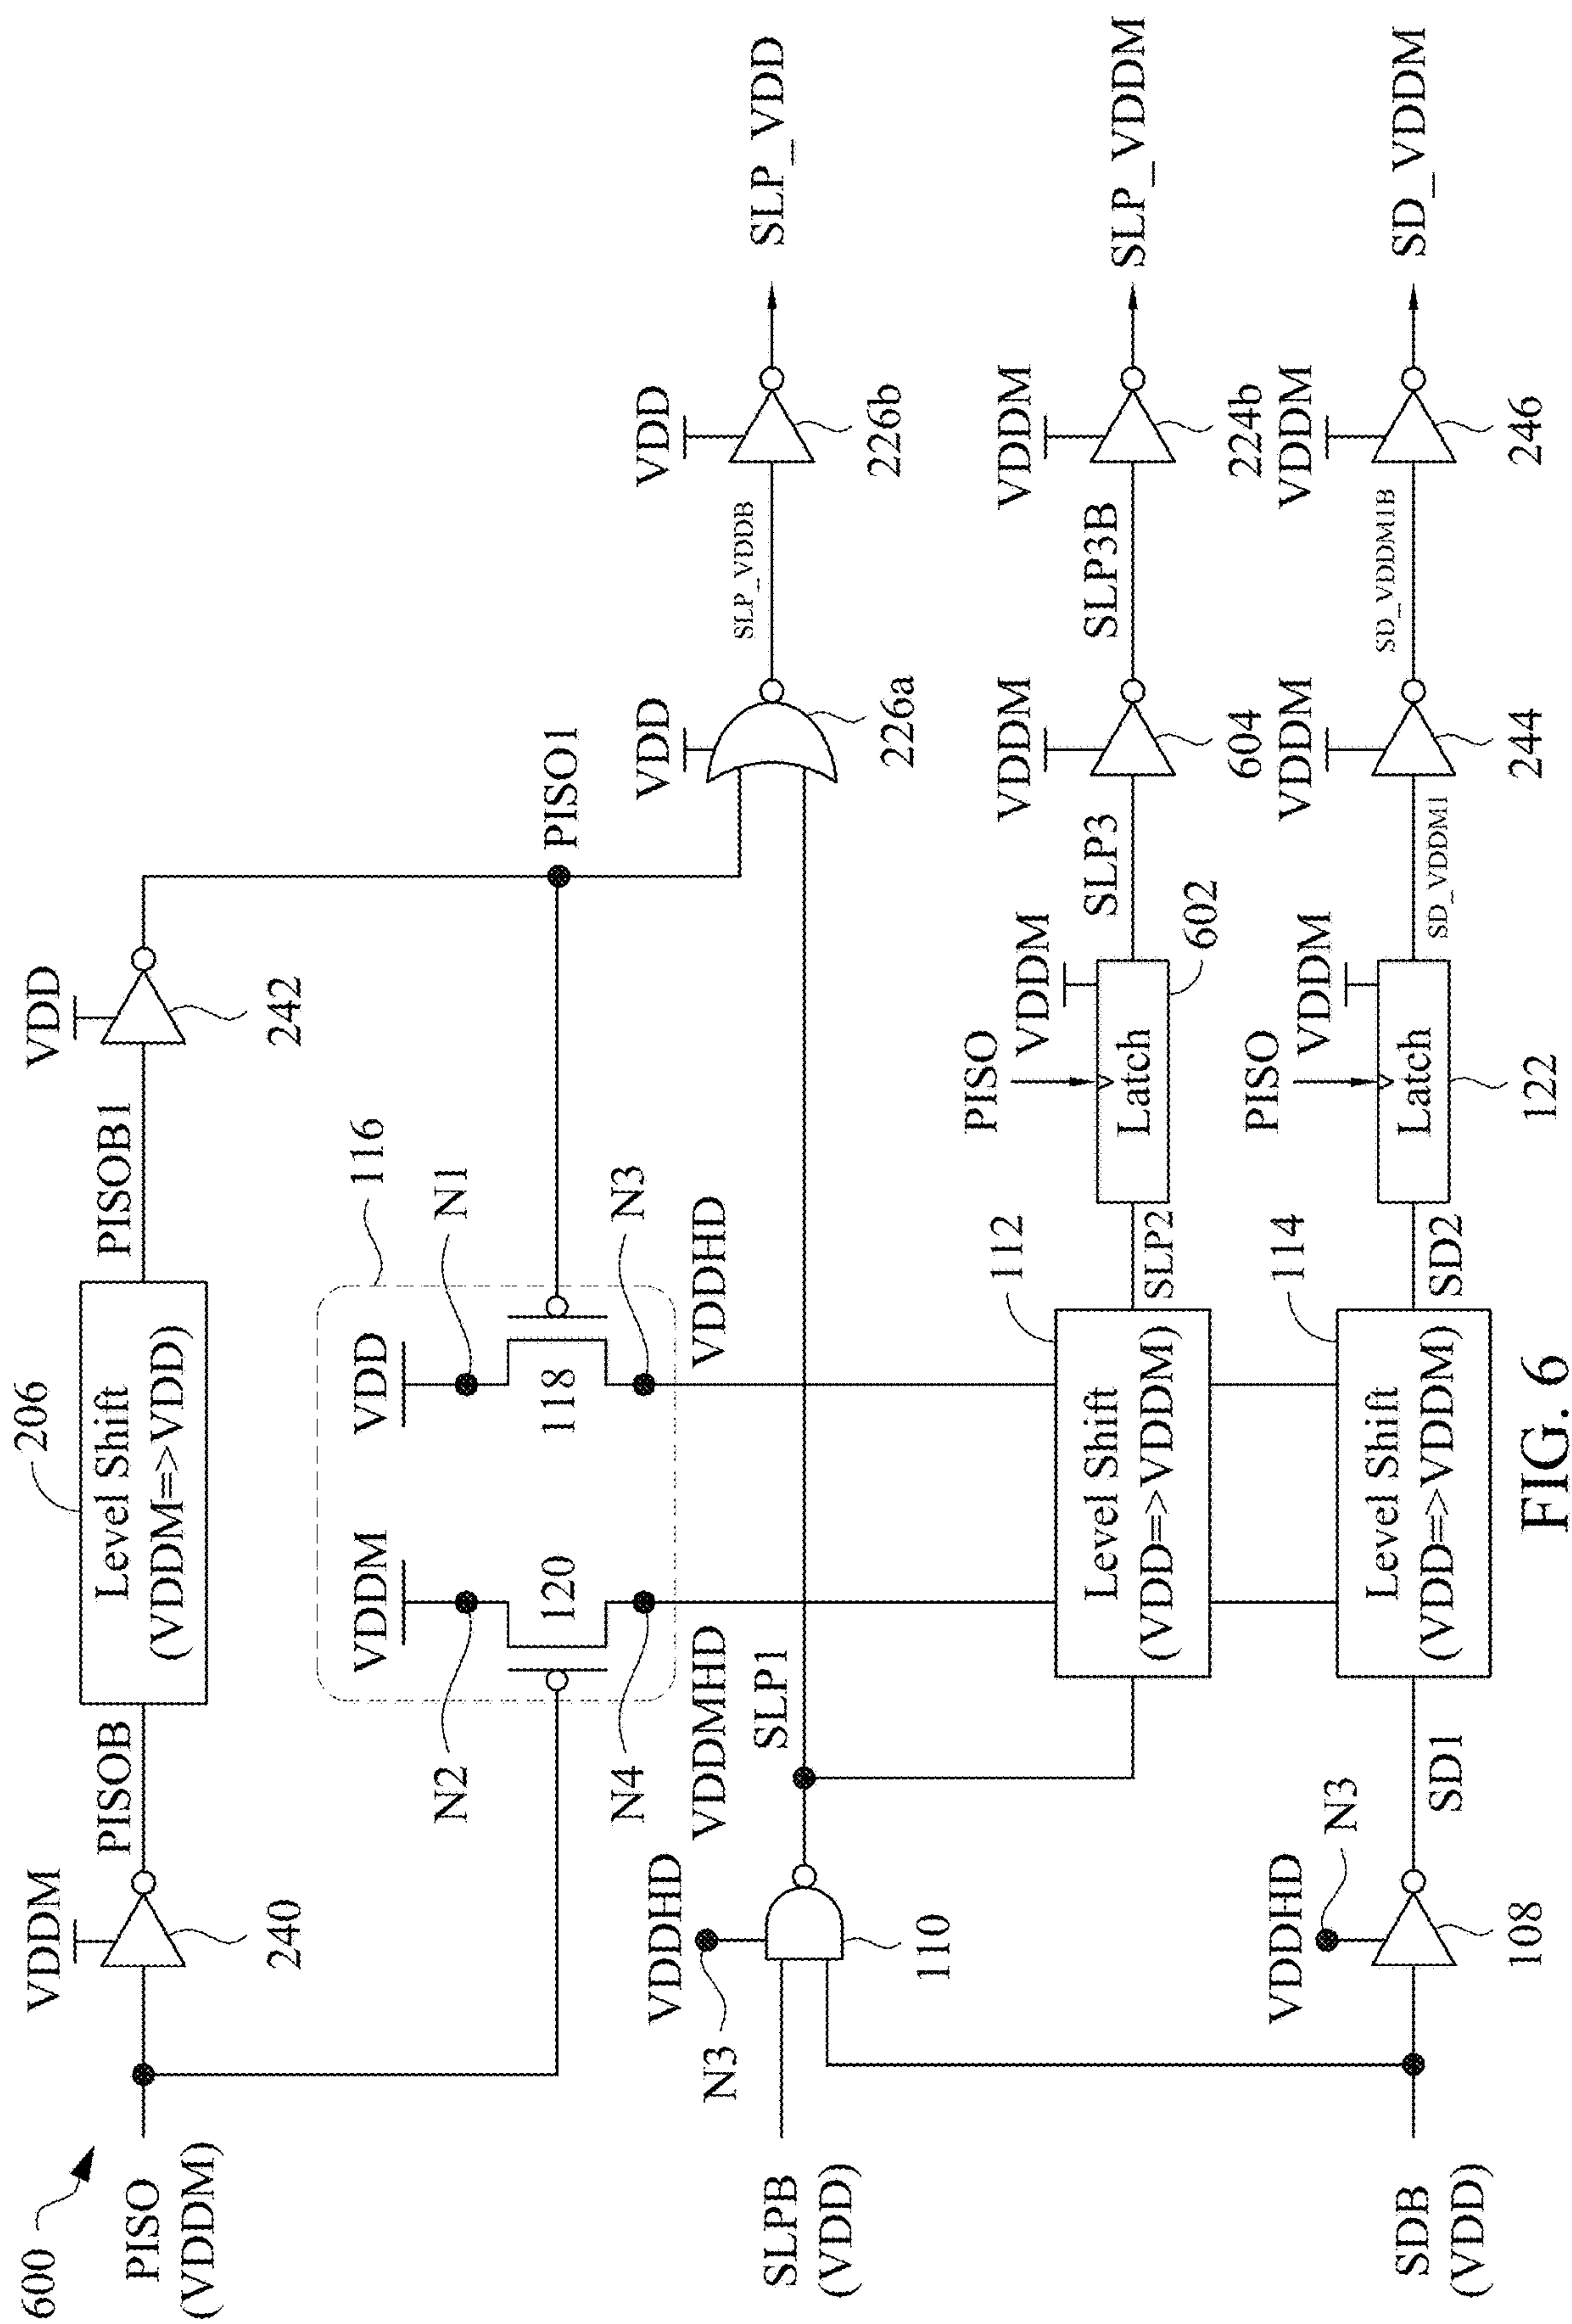 600
PISO
(VDDM)
VDDM
240
PISOB
206
Level Shift
(VDDM=>VDD)
PISOB1
VDD
242
116
VDDM
N2
120
N4
VDDMHD
VDD
N1
118
N3
VDDHD
PISO1
SLPB
(VDD)
VDDHD
N3
110
SLP1
VDD
226a
SLP_VDDB
VDD
226b
SLP_VDD
112
Level Shift
(VDD=>VDDM)
SLP2
PISO
VDDM
Latch
602
SLP3
VDDM
604
SLP3B
VDDM
224b
SLP_VDDM
SDB
(VDD)
VDDHD
N3
108
SD1
114
Level Shift
(VDD=>VDDM)
SD2
PISO
VDDM
Latch
122
SD_VDDM1
VDDM
244
SD_VDDM1B
VDDM
246
SD_VDDM
FIG. 6